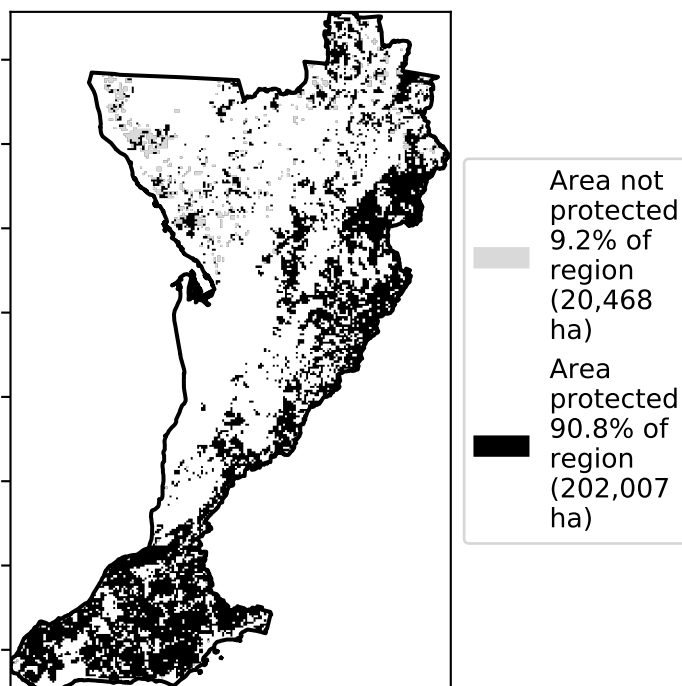 Area not
protected
9.2% of
region
(20,468
ha)
Area
protected
90.8% of
region
(202,007
ha)